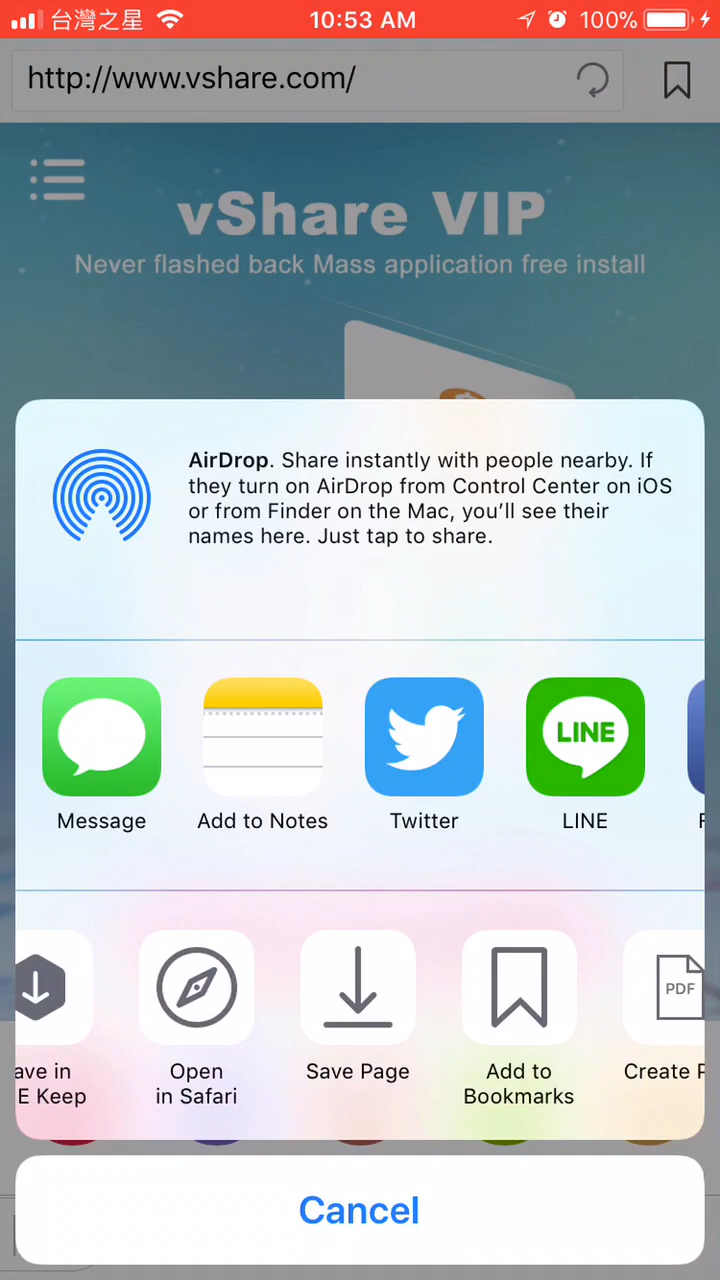 台灣之星
10:53 AM
100%
http://www.vshare.com/
vShare VIP
Never flashed back Mass application free install
AirDrop. Share instantly with people nearby. If
they turn on AirDrop from Control Center on iOS
or from Finder on the Mac, you’ll see their
names here. Just tap to share.
LINE
Message
Add to Notes
Twitter
LINE
F
PDF
ave in
E Keep
Open
in Safari
Save Page
Add to
Bookmarks
Create P
Cancel